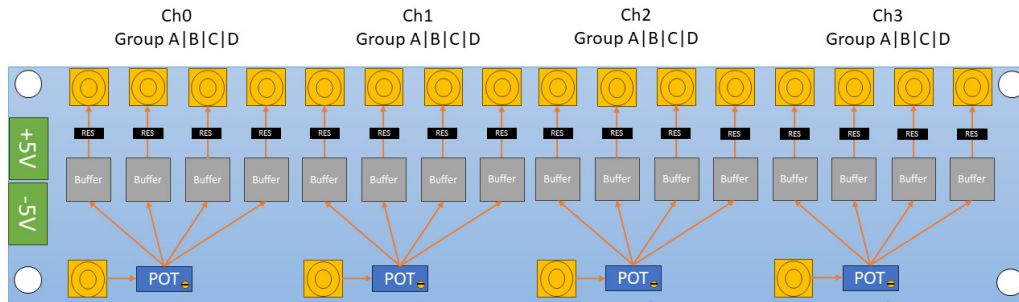 Ch0 Ch1 Ch2 Ch3
Group A|B|C|D Group A|B|C|D Group A|B|C|D Group A|B|C|D
RES RES RES RES RES RES RES RES RES RES RES RES RES RES RES RES
+5V
Buffer Buffer Buffer Buffer Buffer Buffer Buffer Buffer Buffer Buffer Buffer Buffer Buffer Buffer Buffer Buffer
-5V
POT POT POT POT